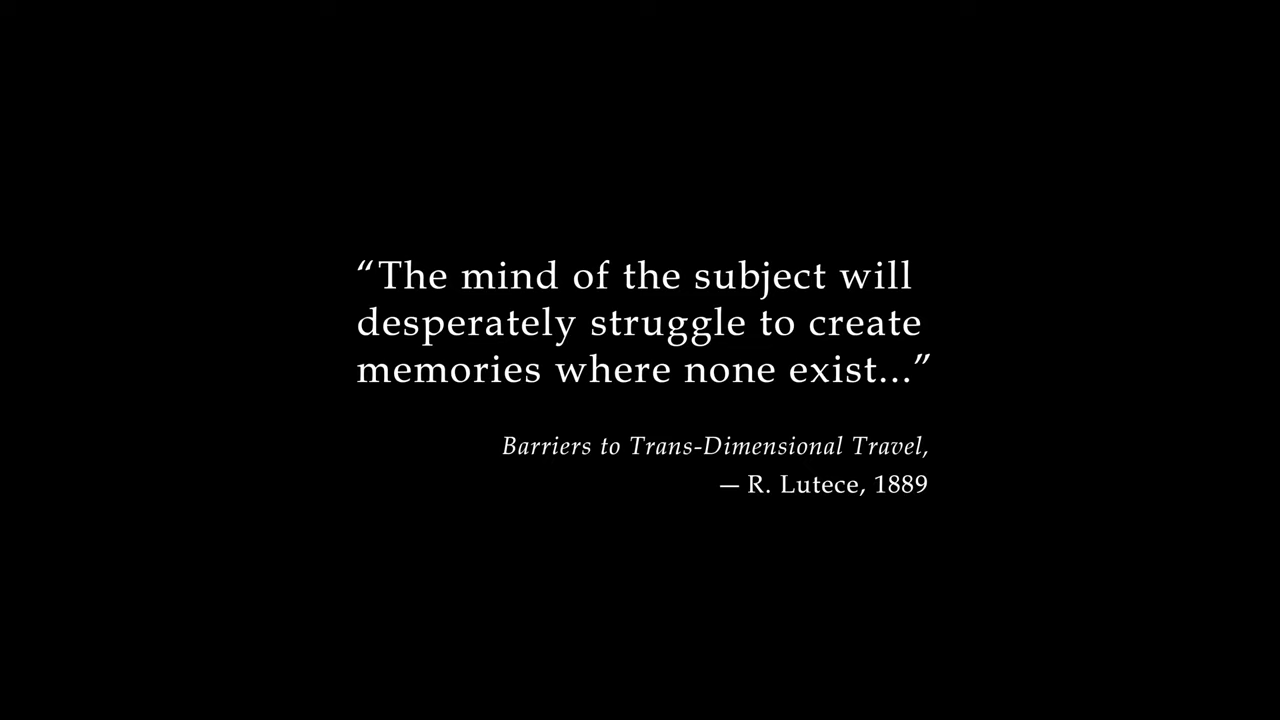 “The mind of the subject will
desperately struggle to create
memories where none exist...”
Barriers to Trans-Dimensional Travel,
— R. Lutece, 1889